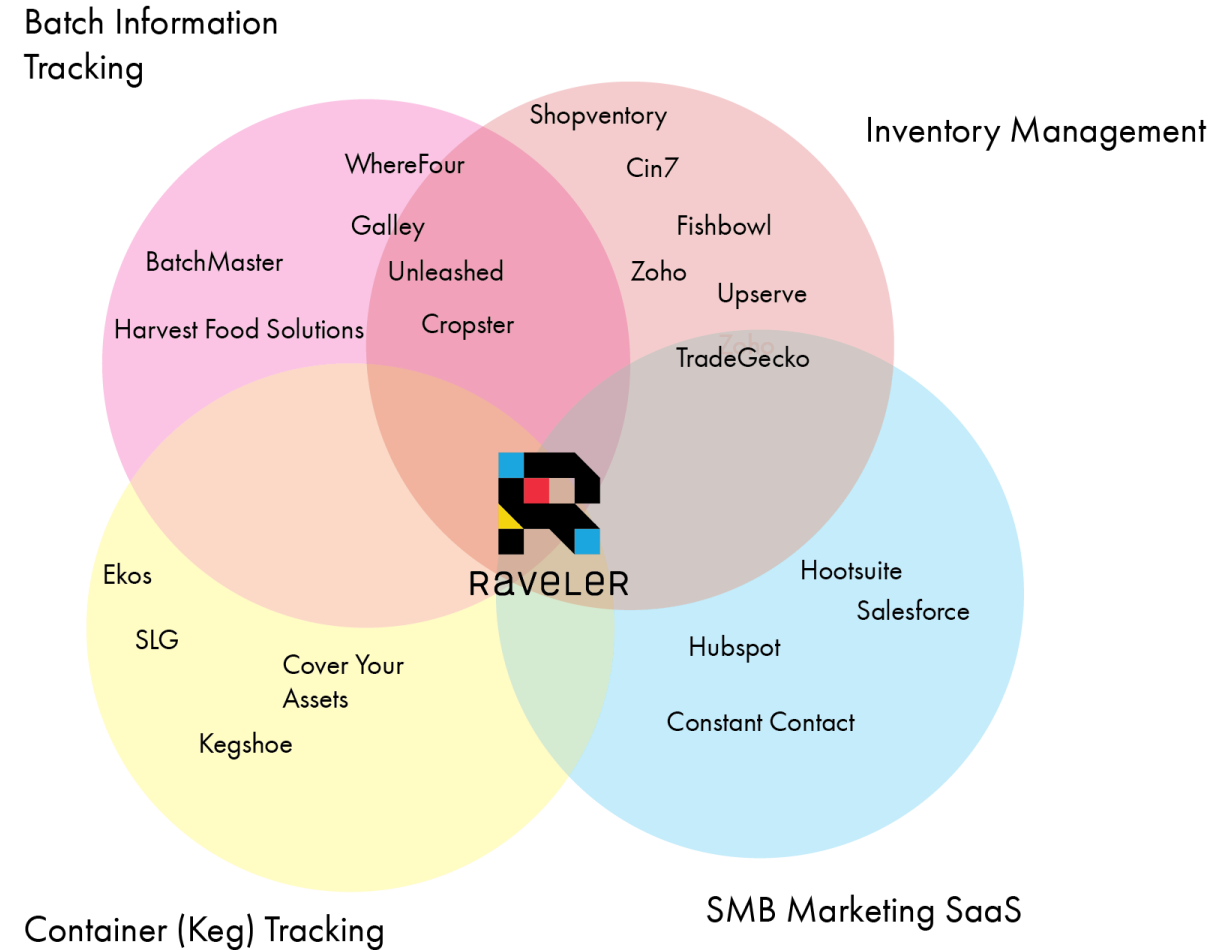 Batch Information
Tracking
Inventory Management
Shopventory
WhereFour
Cin7
Galley
Fishbowl
BatchMaster
Unleashed
Zoho
Upserve
Harvest Food Solutions
Cropster
Zoho
TradeGecko
RaveLeR
Ekos
Hootsuite
SLG
Salesforce
Cover Your
Assets
Hubspot
Kegshoe
Constant Contact
SMB Marketing SaaS
Container (Keg) Tracking